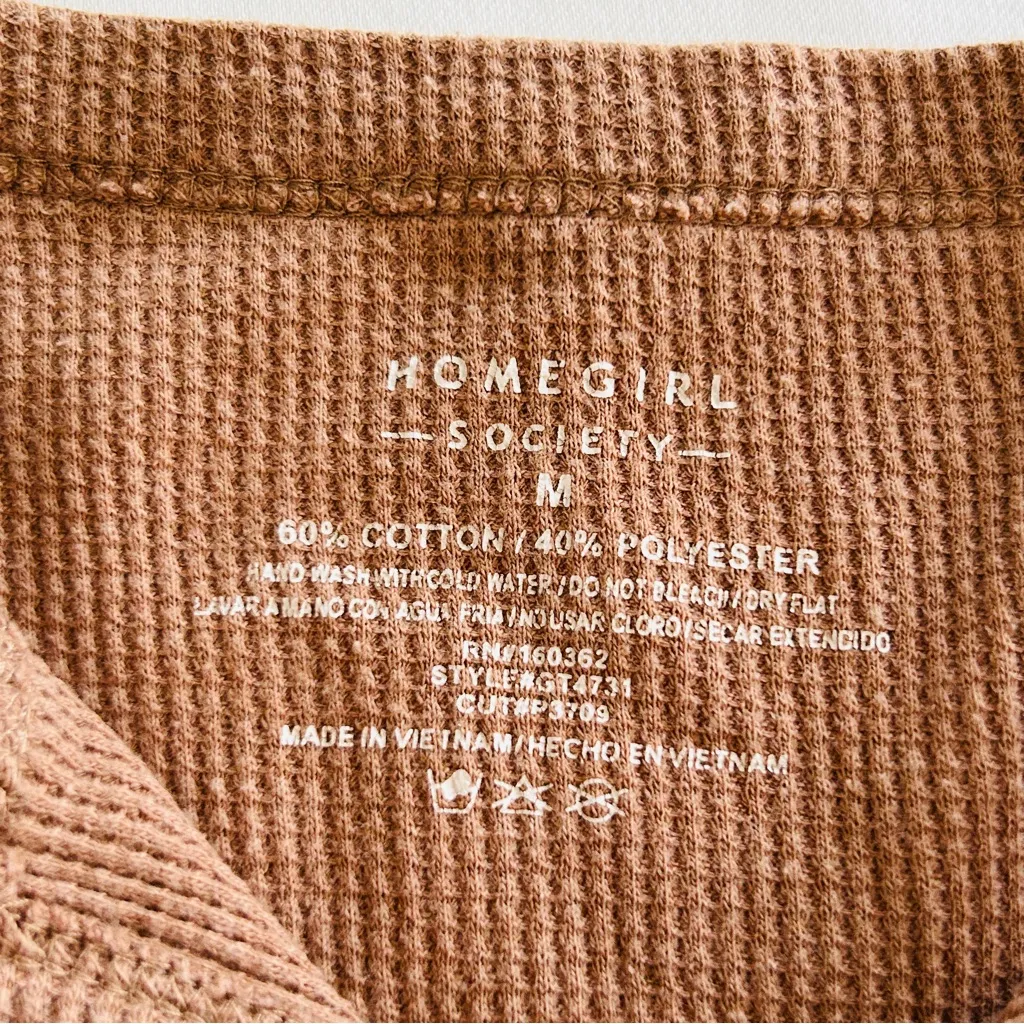 HOMEGIRL
—SOCIETY—
M
60% COTTON / 40% POLYESTER
HAND WASH WITH COLD WATER / DO NOT BLEACH / DRY FLAT
LAVAR A MANO CON AGUA FRIA / NO USAR CLORO / SECAR EXTENDIDO
RN# 160362
STYLE#GT4731
CUT#P3709
MADE IN VIETNAM / HECHO EN VIETNAM